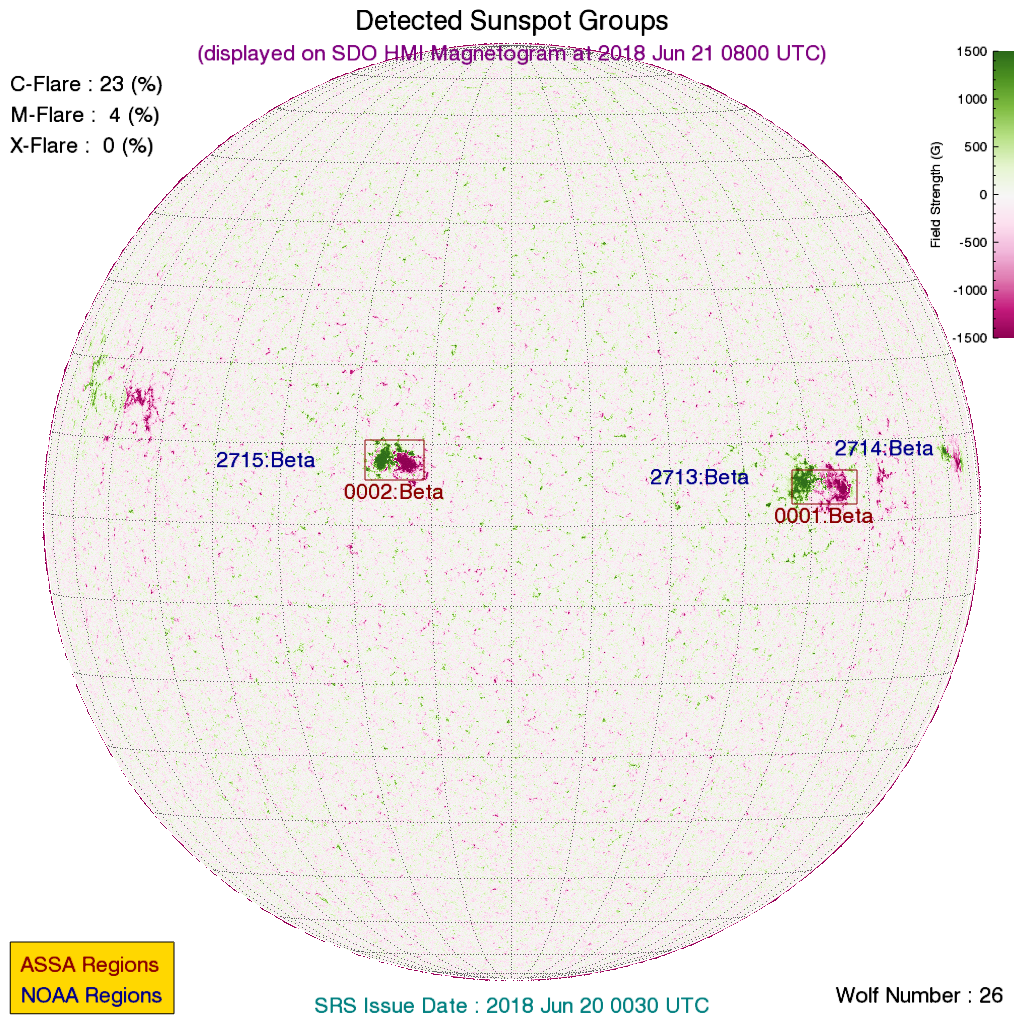 Detected Sunspot Groups
(displayed on SDO HMI Magnetogram at 2018 Jun 21 0800 UTC)
C-Flare : 23 (%)
M-Flare : 4 (%)
X-Flare : 0 (%)
1500
1000
500
0
-500
-1000
-1500
Field Strength (G)
2715:Beta
0002:Beta
2713:Beta
2714:Beta
0001:Beta
ASSA Regions
NOAA Regions
SRS Issue Date : 2018 Jun 20 0030 UTC
Wolf Number : 26